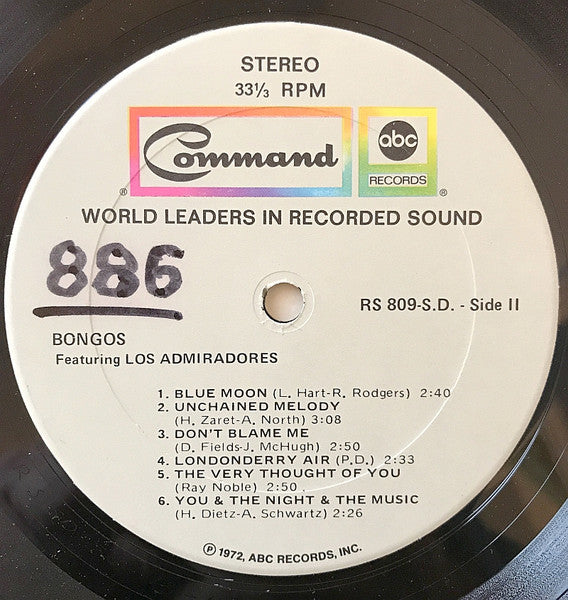 STEREO
33⅓ RPM
Command
abc
RECORDS
® ®
WORLD LEADERS IN RECORDED SOUND
886
RS 809-S.D. - Side II
BONGOS
Featuring LOS ADMIRADORES
1. BLUE MOON (L. Hart-R. Rodgers) 2:40
2. UNCHAINED MELODY
(H. Zaret-A. North) 3:08
3. DON'T BLAME ME
(D. Fields-J. McHugh) 2:50
4. LONDONDERRY AIR (P.D.) 2:33
5. THE VERY THOUGHT OF YOU
(Ray Noble) 2:50
6. YOU & THE NIGHT & THE MUSIC
(H. Dietz-A. Schwartz) 2:26
℗ 1972, ABC RECORDS, INC.